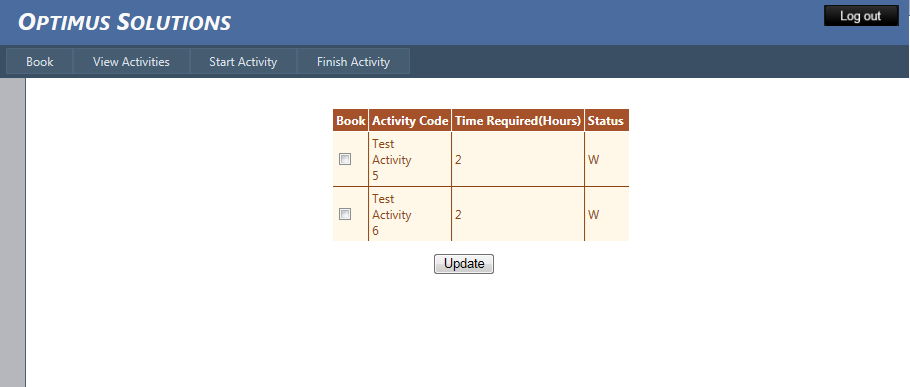 OPTIMUS SOLUTIONS
Log out
Book View Activities Start Activity Finish Activity
Book Activity Code Time Required(Hours) Status
Test
Activity
5
2
W
Test
Activity
6
2
W
Update